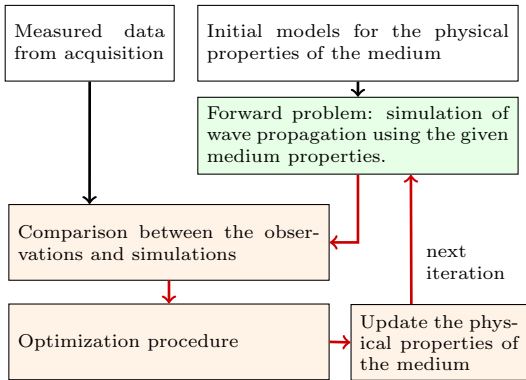 Measured data
from acquisition
Initial models for the physical
properties of the medium
Forward problem: simulation of
wave propagation using the given
medium properties.
Comparison between the obser-
vations and simulations
next
iteration
Optimization procedure
Update the phys-
ical properties of
the medium